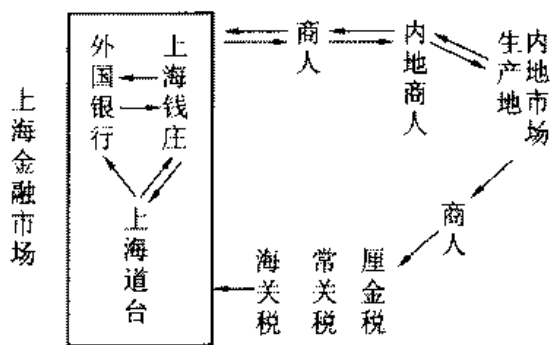 上海金融市场
外国银行
上海钱庄
上海道台
商人
内地商人
生产地
内地市场
商人
海关税
常关税
厘金税